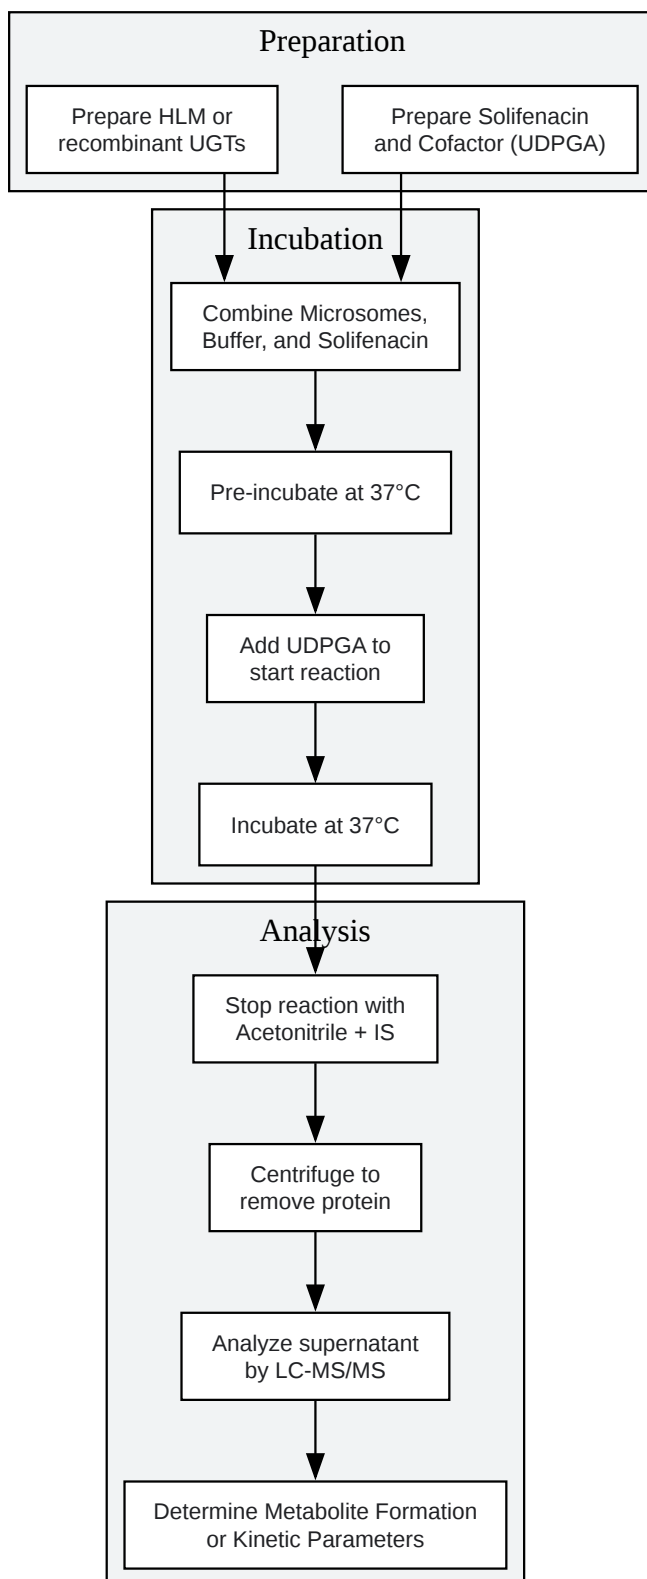 Preparation
Prepare HLM or
recombinant UGTs
Prepare Solifenacin
and Cofactor (UDPGA)
Incubation
Combine Microsomes,
Buffer, and Solifenacin
Pre-incubate at 37°C
Add UDPGA to
start reaction
Incubate at 37°C
Analysis
Stop reaction with
Acetonitrile + IS
Centrifuge to
remove protein
Analyze supernatant
by LC-MS/MS
Determine Metabolite Formation
or Kinetic Parameters